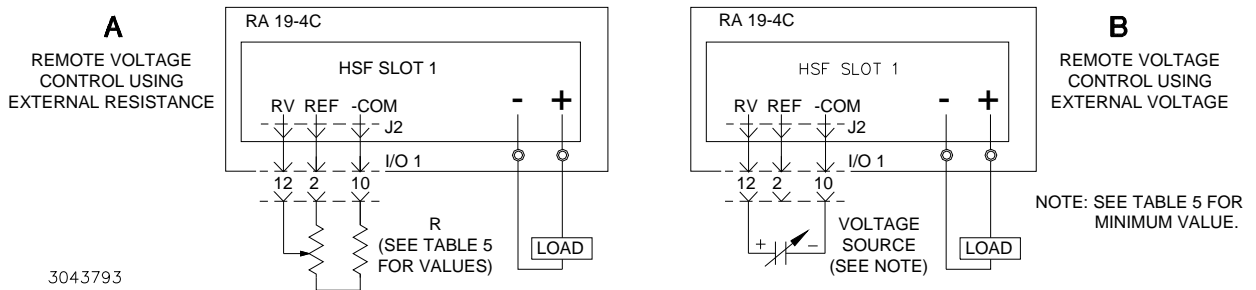 A
REMOTE VOLTAGE
CONTROL USING
EXTERNAL RESISTANCE
RA 19-4C
HSF SLOT 1
RV REF -COM
- +
J2
I/O 1
12 2 10
R
(SEE TABLE 5
FOR VALUES)
LOAD
3043793
RA 19-4C
HSF SLOT 1
RV REF -COM
- +
J2
I/O 1
12 2 10
+ -
VOLTAGE
SOURCE
(SEE NOTE)
LOAD
B
REMOTE VOLTAGE
CONTROL USING
EXTERNAL VOLTAGE
NOTE: SEE TABLE 5 FOR
MINIMUM VALUE.